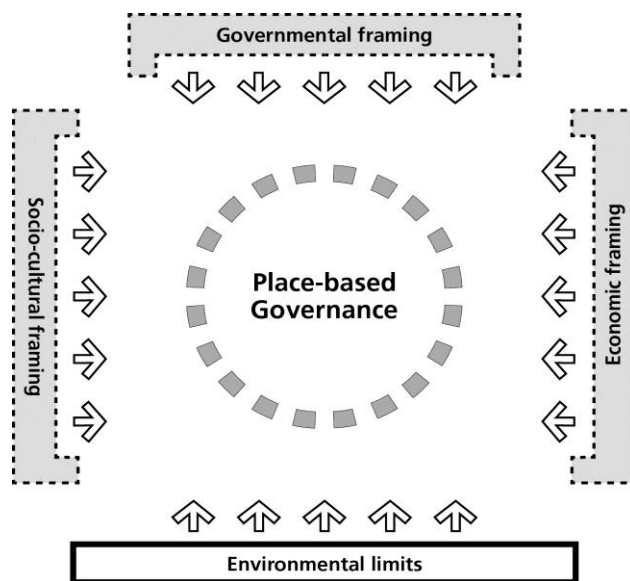 Governmental framing
Socio-cultural framing
Place-based
Governance
Economic framing
Environmental limits